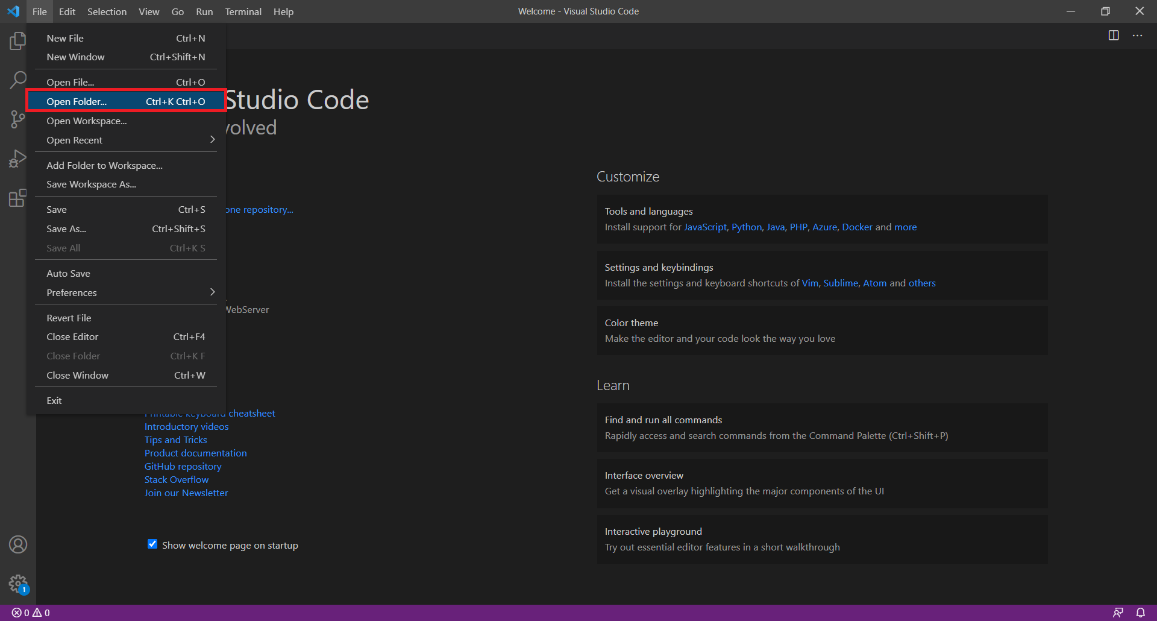 File Edit Selection View Go Run Terminal Help Welcome - Visual Studio Code
New File Ctrl+N
New Window Ctrl+Shift+N
Open File... Ctrl+O
Open Folder... Ctrl+K Ctrl+O
Open Workspace...
Open Recent
Add Folder to Workspace...
Save Workspace As...
Save Ctrl+S
Save As... Ctrl+Shift+S
Save All Ctrl+K S
Auto Save
Preferences
Revert File
Close Editor Ctrl+F4
Close Folder Ctrl+K F
Close Window Ctrl+W
Exit
Studio Code
volved
one repository...
WebServer
Printable keyboard cheatsheet
Introductory videos
Tips and Tricks
Product documentation
GitHub repository
Stack Overflow
Join our Newsletter
Show welcome page on startup
Customize
Tools and languages
Install support for JavaScript, Python, Java, PHP, Azure, Docker and more
Settings and keybindings
Install the settings and keyboard shortcuts of Vim, Sublime, Atom and others
Color theme
Make the editor and your code look the way you love
Learn
Find and run all commands
Rapidly access and search commands from the Command Palette (Ctrl+Shift+P)
Interface overview
Get a visual overlay highlighting the major components of the UI
Interactive playground
Try out essential editor features in a short walkthrough
1
0 0